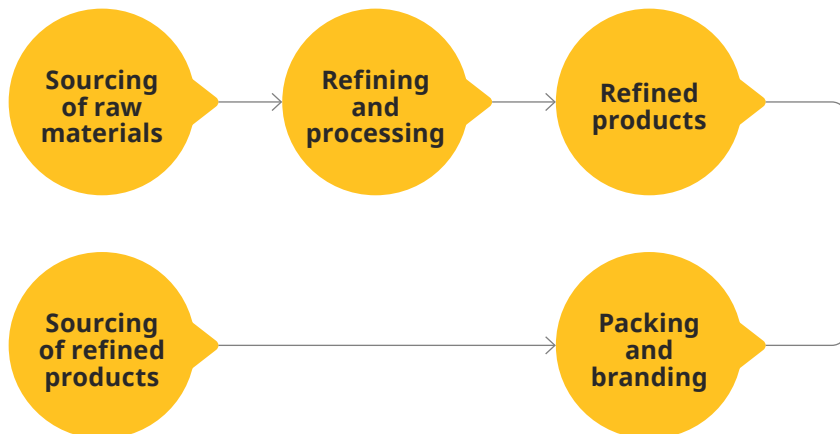 Sourcing
of raw
materials
Refining
and
processing
Refined
products
Sourcing
of refined
products
Packing
and
branding